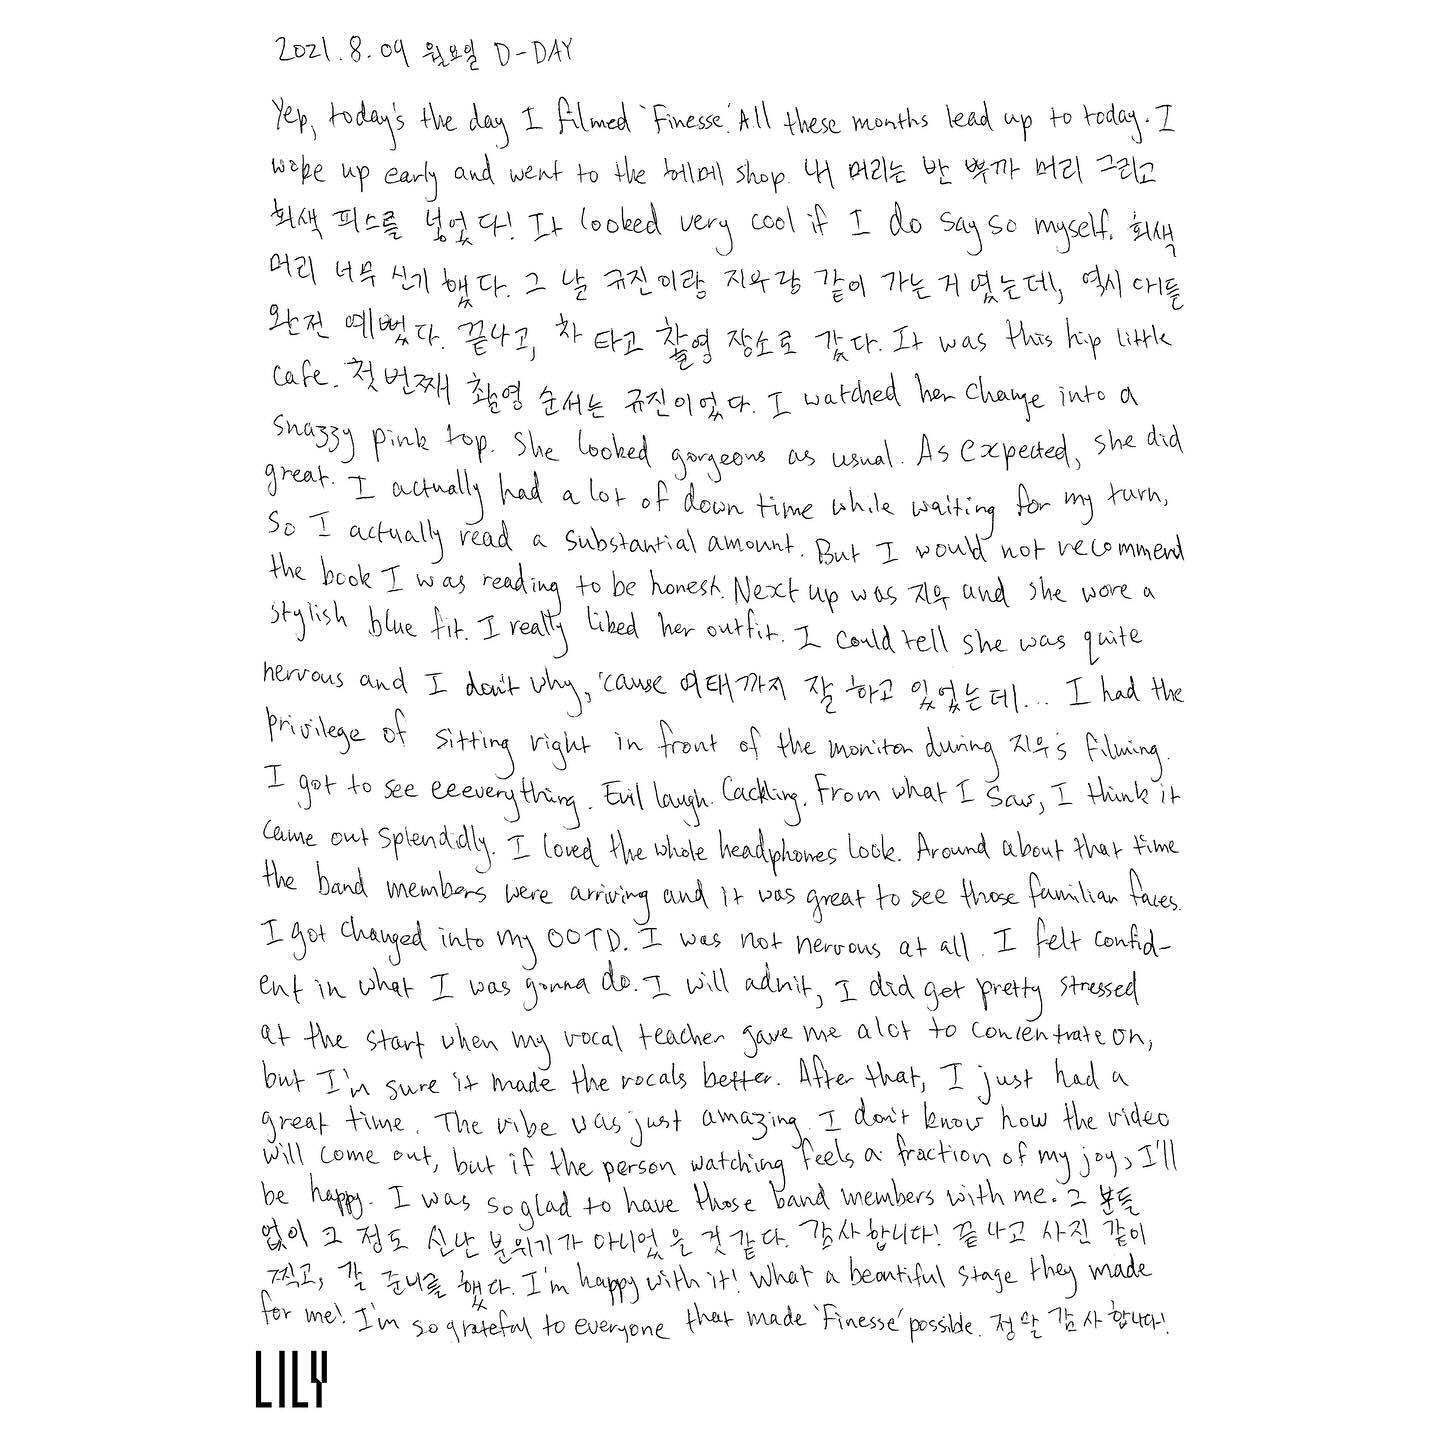 2021.8.09 월요일 D-DAY
Yep, today's the day I filmed 'Finesse'. All these months lead up to today. I
woke up early and went to the 헤메 shop. 내 머리는 반 뿌까 머리 그리고
회색 피스를 넣었다! It looked very cool if I do say so myself. 회색
머리 너무 신기했다. 그 날 규진이랑 지우랑 같이 가는 거였는데, 역시 다들
완전 예뻤다. 끝나고, 차 타고 촬영 장소로 갔다. It was this hip little
cafe. 첫번째 촬영 순서는 규진이었다. I watched her change into a
snazzy pink top. She looked gorgeous as usual. As expected, she did
great. I actually had a lot of down time while waiting for my turn,
So I actually read a substantial amount. But I would not recommend
the book I was reading to be honest. Next up was 지우 and she wore a
stylish blue fit. I really liked her outfit. I could tell she was quite
nervous and I don't why, 'cause 여태까지 잘 하고 있었는데... I had the
privilege of sitting right in front of the monitor during 지우's filming.
I got to see eeeverything. Evil laugh. Cackling. From what I saw, I think it
came out splendidly. I loved the whole headphones look. Around about that time
the band members were arriving and it was great to see those familiar faces.
I got changed into my OOTD. I was not nervous at all. I felt confid-
ent in what I was gonna do. I will admit, I did get pretty stressed
at the start when my vocal teacher gave me alot to concentrate on,
but I'm sure it made the vocals better. After that, I just had a
great time. The vibe was just amazing. I don't know how the video
will come out, but if the person watching feels a fraction of my joy, I'll
be happy. I was so glad to have those band members with me. 그 분들
없이 그 정도 신난 분위기가 아니었을 것 같다. 감사합니다! 끝나고 사진 같이
찍고, 갈 준비를 했다. I'm happy with it! What a beautiful stage they made
for me! I'm so grateful to everyone that made 'Finesse' possible. 정말 감사합니다!
LILY